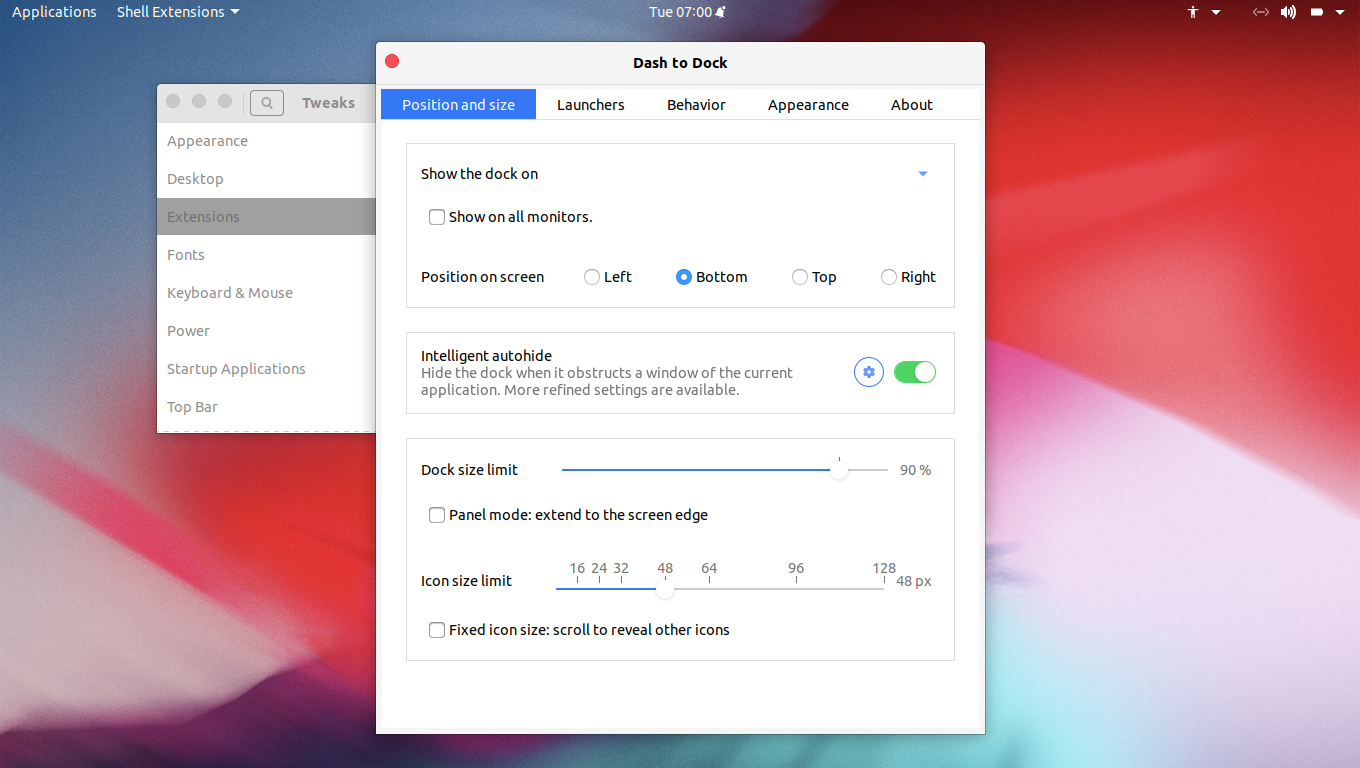 Applications Shell Extensions Tue 07:00
Dash to Dock
Tweaks
Position and size Launchers Behavior Appearance About
Appearance
Desktop
Extensions
Fonts
Keyboard & Mouse
Power
Startup Applications
Top Bar
Show the dock on
Show on all monitors.
Position on screen Left Bottom Top Right
Intelligent autohide
Hide the dock when it obstructs a window of the current
application. More refined settings are available.
Dock size limit 90 %
Panel mode: extend to the screen edge
16 24 32 48 64 96 128
Icon size limit 48 px
Fixed icon size: scroll to reveal other icons